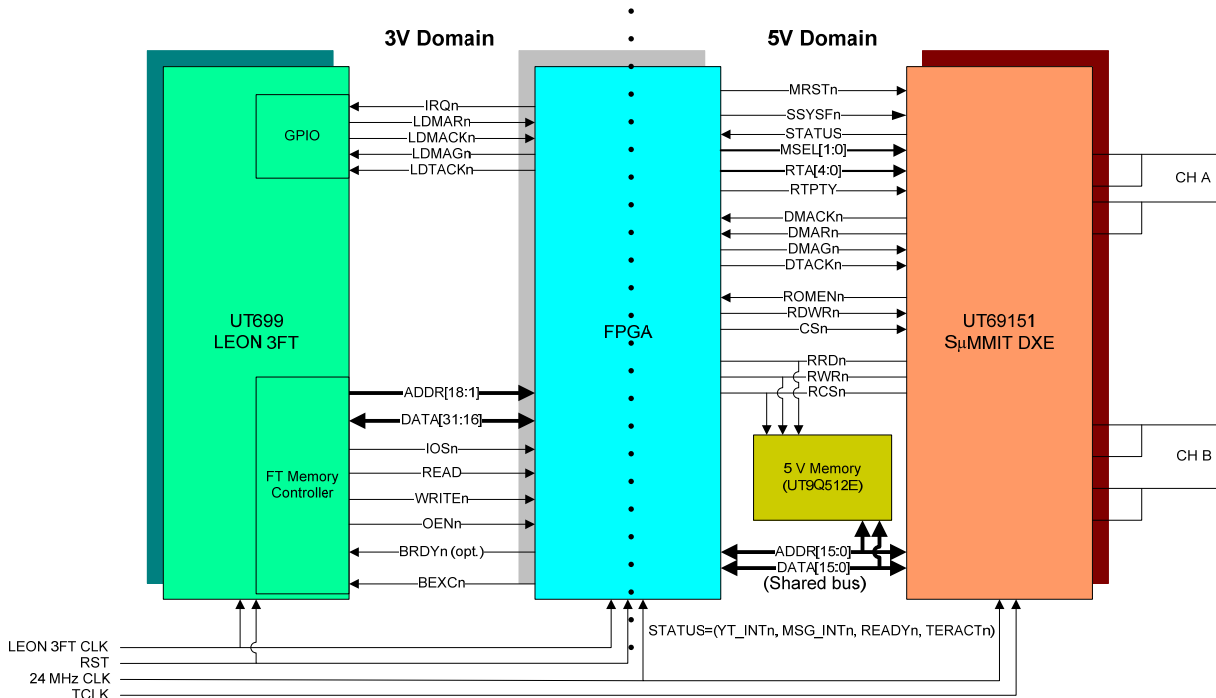 3V Domain
5V Domain
GPIO
IRQn
LDMARn
LDMACKn
LDMAGn
LDTACKn
UT699
LEON 3FT
FT Memory
Controller
ADDR[18:1]
DATA[31:16]
IOSn
READ
WRITEn
OENn
BRDYn (opt.)
BEXCn
FPGA
MRSTn
SSYSFn
STATUS
MSEL[1:0]
RTA[4:0]
RTPTY
DMACKn
DMARn
DMAGn
DTACKn
ROMENn
RDWRn
CSn
RRDn
RWRn
RCSn
5 V Memory
(UT9Q512E)
ADDR[15:0]
DATA[15:0]
(Shared bus)
UT69151
SµMMIT DXE
CH A
CH B
STATUS=(YT_INTn, MSG_INTn, READYn, TERACTn)
LEON 3FT CLK
RST
24 MHz CLK
TCLK